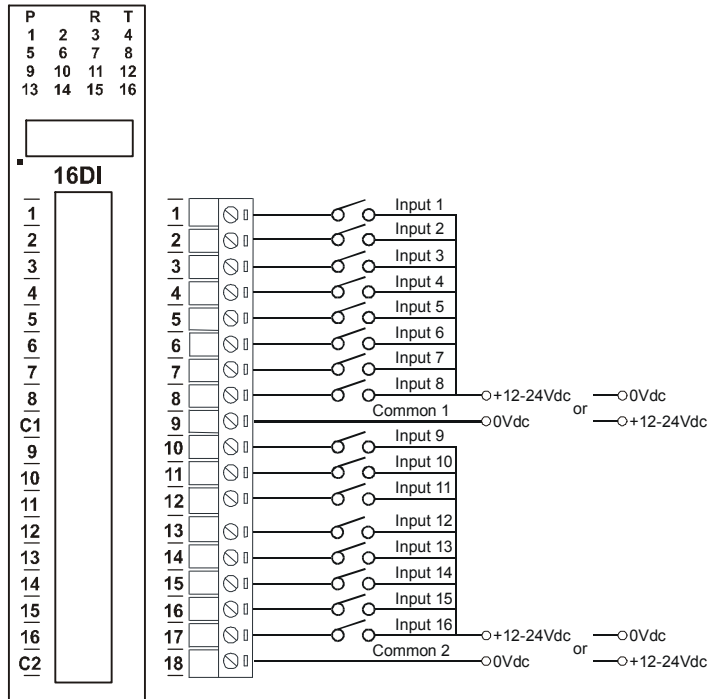 P R T
1 2 3 4
5 6 7 8
9 10 11 12
13 14 15 16
16DI
1
2
3
4
5
6
7
8
C1
9
10
11
12
13
14
15
16
C2
1 Input 1
2 Input 2
3 Input 3
4 Input 4
5 Input 5
6 Input 6
7 Input 7
8 Input 8 +12-24Vdc or 0Vdc
9 Common 1 0Vdc +12-24Vdc
10 Input 9
11 Input 10
12 Input 11
13 Input 12
14 Input 13
15 Input 14
16 Input 15
17 Input 16 +12-24Vdc or 0Vdc
18 Common 2 0Vdc +12-24Vdc